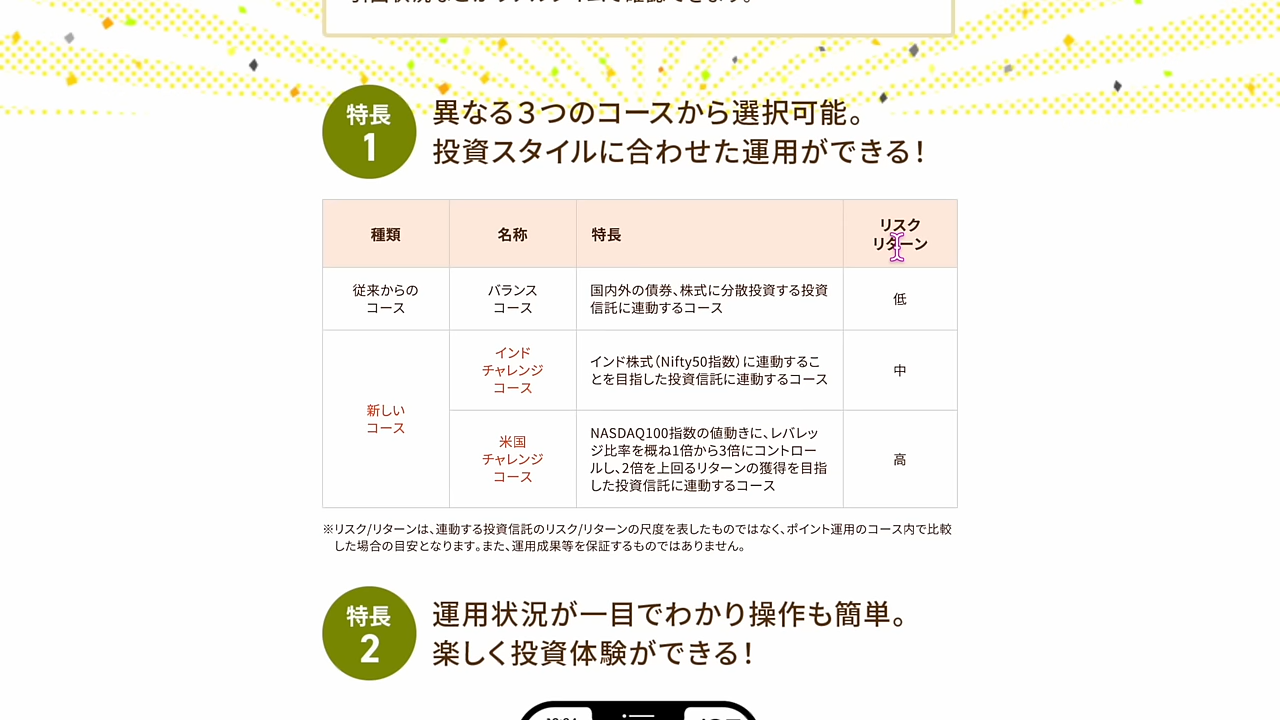 特長
1
異なる３つのコースから選択可能。
投資スタイルに合わせた運用ができる！
種類
名称
特長
リスク
リターン
従来からの
コース
バランス
コース
国内外の債券、株式に分散投資する投資
信託に連動するコース
低
新しい
コース
インド
チャレンジ
コース
インド株式（Nifty50指数）に連動するこ
とを目指した投資信託に連動するコース
中
米国
チャレンジ
コース
NASDAQ100指数の値動きに、レバレッ
ジ比率を概ね1倍から3倍にコントロー
ルし、2倍を上回るリターンの獲得を目指
した投資信託に連動するコース
高
※リスク/リターンは、連動する投資信託のリスク/リターンの尺度を表したものではなく、ポイント運用のコース内で比較
した場合の目安となります。また、運用成果等を保証するものではありません。
特長
2
運用状況が一目でわかり操作も簡単。
楽しく投資体験ができる！